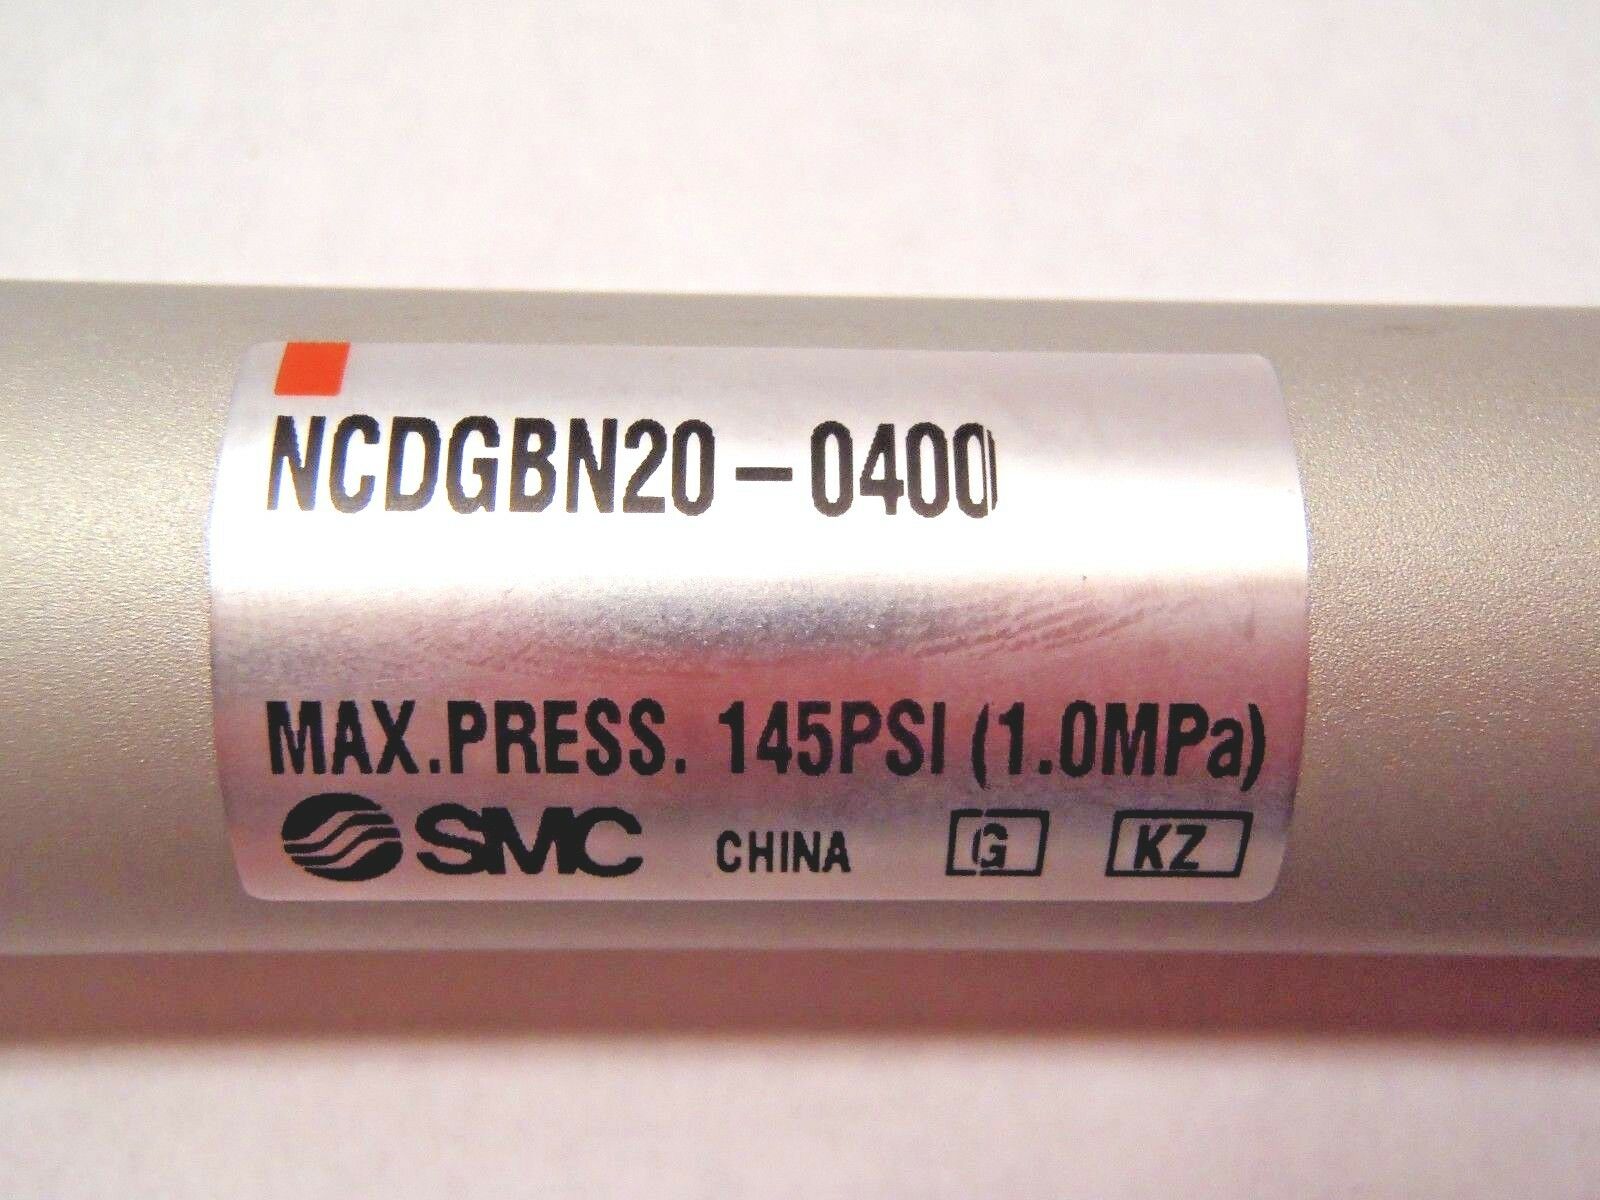 NCDGBN20-0400
MAX.PRESS. 145PSI (1.0MPa)
SMC CHINA G KZ